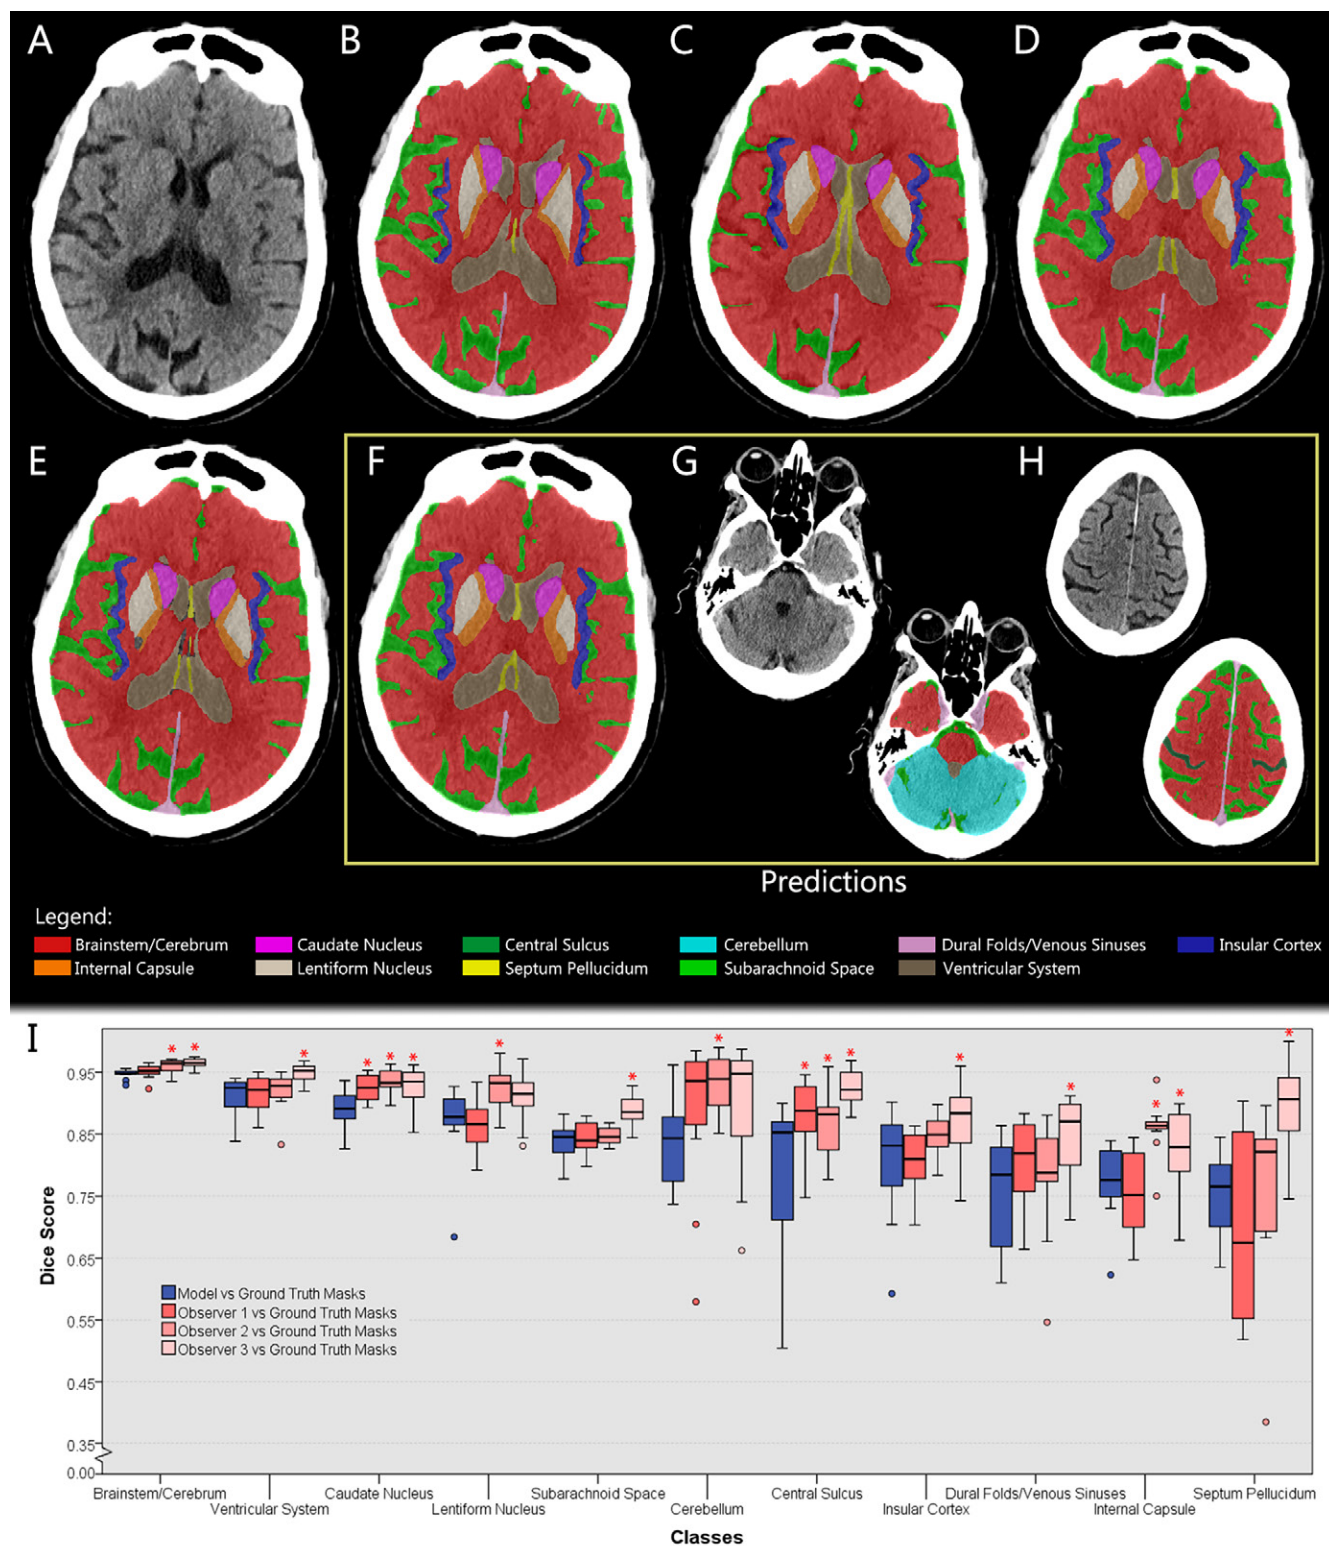 A B C D
E F G H
Predictions
Legend:
Brainstem/Cerebrum Caudate Nucleus Central Sulcus Cerebellum Dural Folds/Venous Sinuses Insular Cortex
Internal Capsule Lentiform Nucleus Septum Pellucidum Subarachnoid Space Ventricular System
I
* * * * * * * * * * * * * * * * *
0.95
0.85
0.75
0.65
0.55
0.45
0.35
0.00
Dice Score
Model vs Ground Truth Masks
Observer 1 vs Ground Truth Masks
Observer 2 vs Ground Truth Masks
Observer 3 vs Ground Truth Masks
Brainstem/Cerebrum Caudate Nucleus Subarachnoid Space Central Sulcus Dural Folds/Venous Sinuses Septum Pellucidum
Ventricular System Lentiform Nucleus Cerebellum Insular Cortex Internal Capsule
Classes